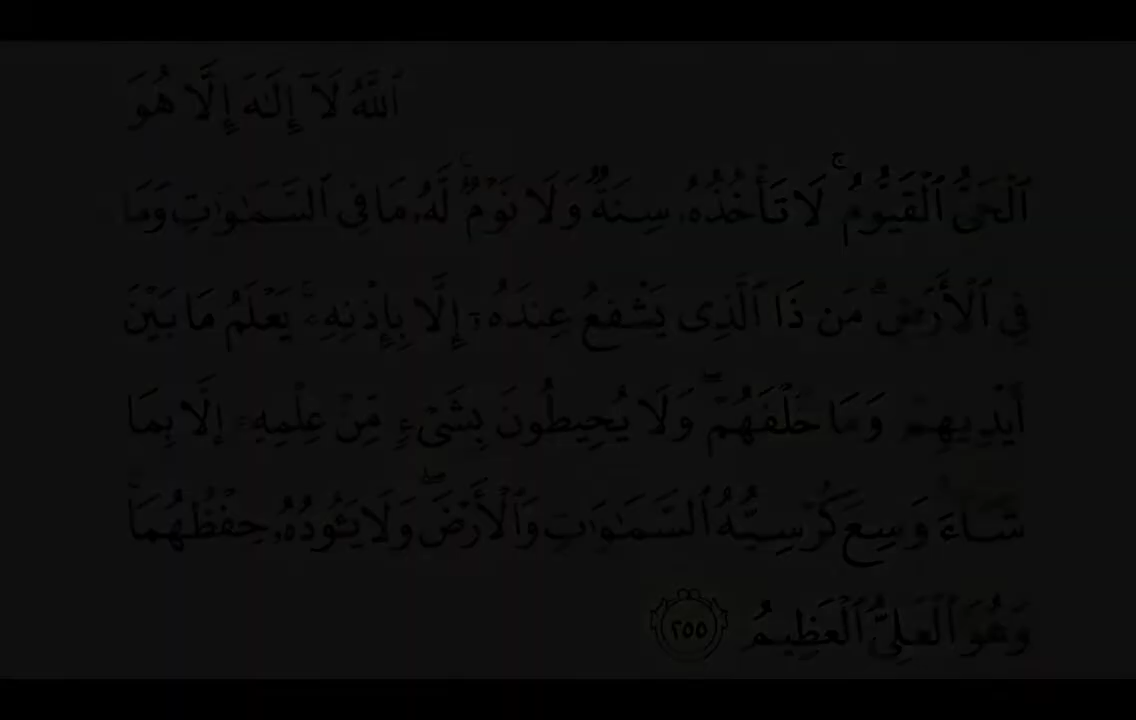 ٱللَّهُ لَآ إِلَـٰهَ إِلَّا هُوَ
ٱلْحَىُّ ٱلْقَيُّومُ ۚ لَا تَأْخُذُهُۥ سِنَةٌ وَلَا نَوْمٌ ۚ لَّهُۥ مَا فِى ٱلسَّمَـٰوَٰتِ وَمَا
فِى ٱلْأَرْضِ ۗ مَن ذَا ٱلَّذِى يَشْفَعُ عِندَهُۥٓ إِلَّا بِإِذْنِهِۦ ۚ يَعْلَمُ مَا بَيْنَ
أَيْدِيهِمْ وَمَا خَلْفَهُمْ ۖ وَلَا يُحِيطُونَ بِشَىْءٍ مِّنْ عِلْمِهِۦٓ إِلَّا بِمَا
شَآءَ ۚ وَسِعَ كُرْسِيُّهُ ٱلسَّمَـٰوَٰتِ وَٱلْأَرْضَ ۖ وَلَا يَـُٔودُهُۥ حِفْظُهُمَا ۚ
وَهُوَ ٱلْعَلِىُّ ٱلْعَظِيمُ ٢٥٥